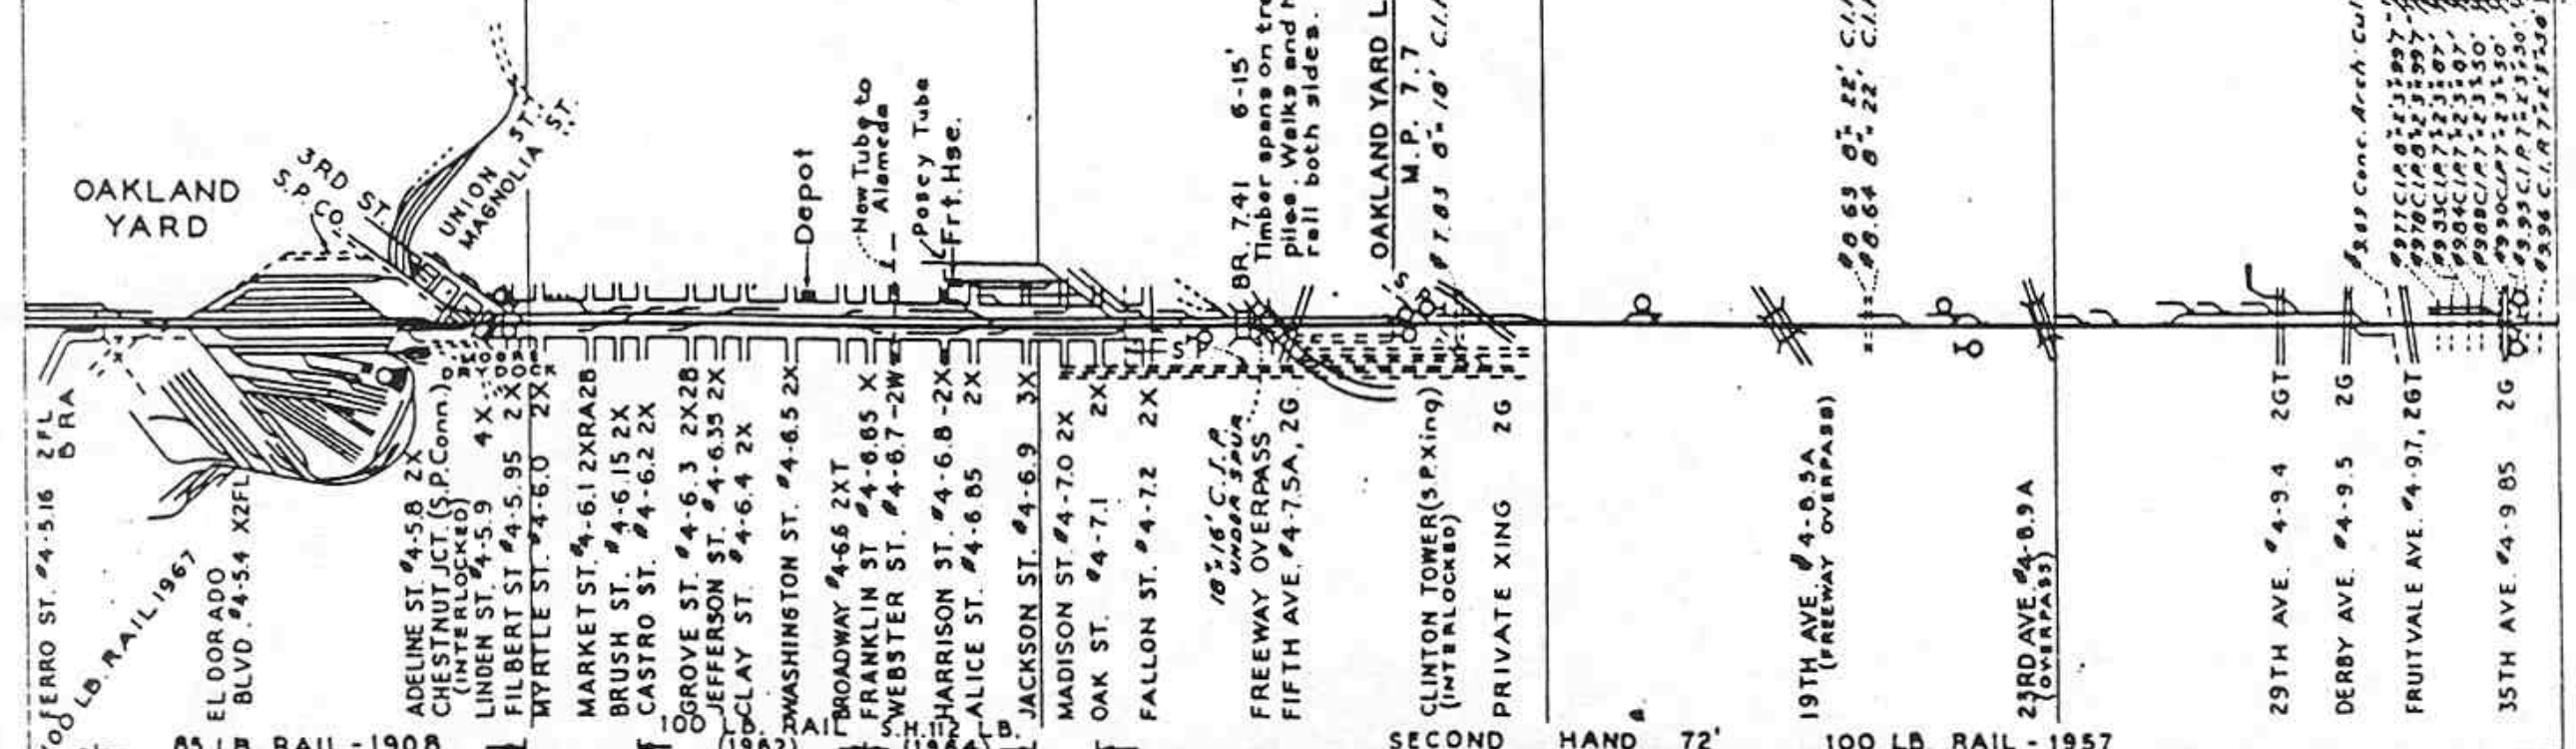 OAKLAND
YARD
3RD ST.
S.P. CO.
UNION ST.
MAGNOLIA ST.
Depot
New Tube to
Alameda
Posey Tube
Frt. Hse.
BR. 7.41 6-15'
Timber spans on
piles. Walks and
rail both sides.
OAKLAND YARD
M.P. 7.7
S.P.
S.P.
FERRO ST. #4-5.16 2FL
EL DORADO
BLVD. #4-5.4 X2FL
ADELINE ST. #4-5.8 2X
CHESTNUT JCT. (S.P. Conn.)
(INTERLOCKED)
LINDEN ST. #4-5.9 4X
FILBERT ST #4-5.95 2X
MYRTLE ST. #4-6.0 2X
MARKET ST. #4-6.1 2XRA2B
BRUSH ST. #4-6.15 2X
CASTRO ST. #4-6.2 2X
GROVE ST. #4-6.3 2X2B
JEFFERSON ST. #4-6.35 2X
CLAY ST. #4-6.4 2X
WASHINGTON ST. #4-6.5 2X
BROADWAY #4-6.6 2XT
FRANKLIN ST #4-6.65 X
WEBSTER ST. #4-6.7-2W
HARRISON ST. #4-6.8-2X
ALICE ST. #4-6.85 2X
JACKSON ST. #4-6.9 3X
MADISON ST. #4-7.0 2X
OAK ST. #4-7.1 2X
FALLON ST. #4-7.2 2X
18"x16' C.I.P.
UNDER SPUR
FREEWAY OVERPASS
FIFTH AVE. #4-7.5A, 2G
CLINTON TOWER (S.P. Xing)
(INTERLOCKED)
PRIVATE XING 2G
19TH AVE. #4-8.5A
(FREEWAY OVERPASS)
23RD AVE. #4-8.9A
(OVERPASS)
29TH AVE. #4-9.4 2GT
DERBY AVE. #4-9.5 2G
FRUITVALE AVE. #4-9.7, 2GT
35TH AVE. #4-9.85 2G
100 LB. RAIL 1967
85 LB. RAIL - 1908
100 LB. RAIL
(1962)
S.H. 112 LB.
(1964)
SECOND HAND 72' 100 LB. RAIL - 1957